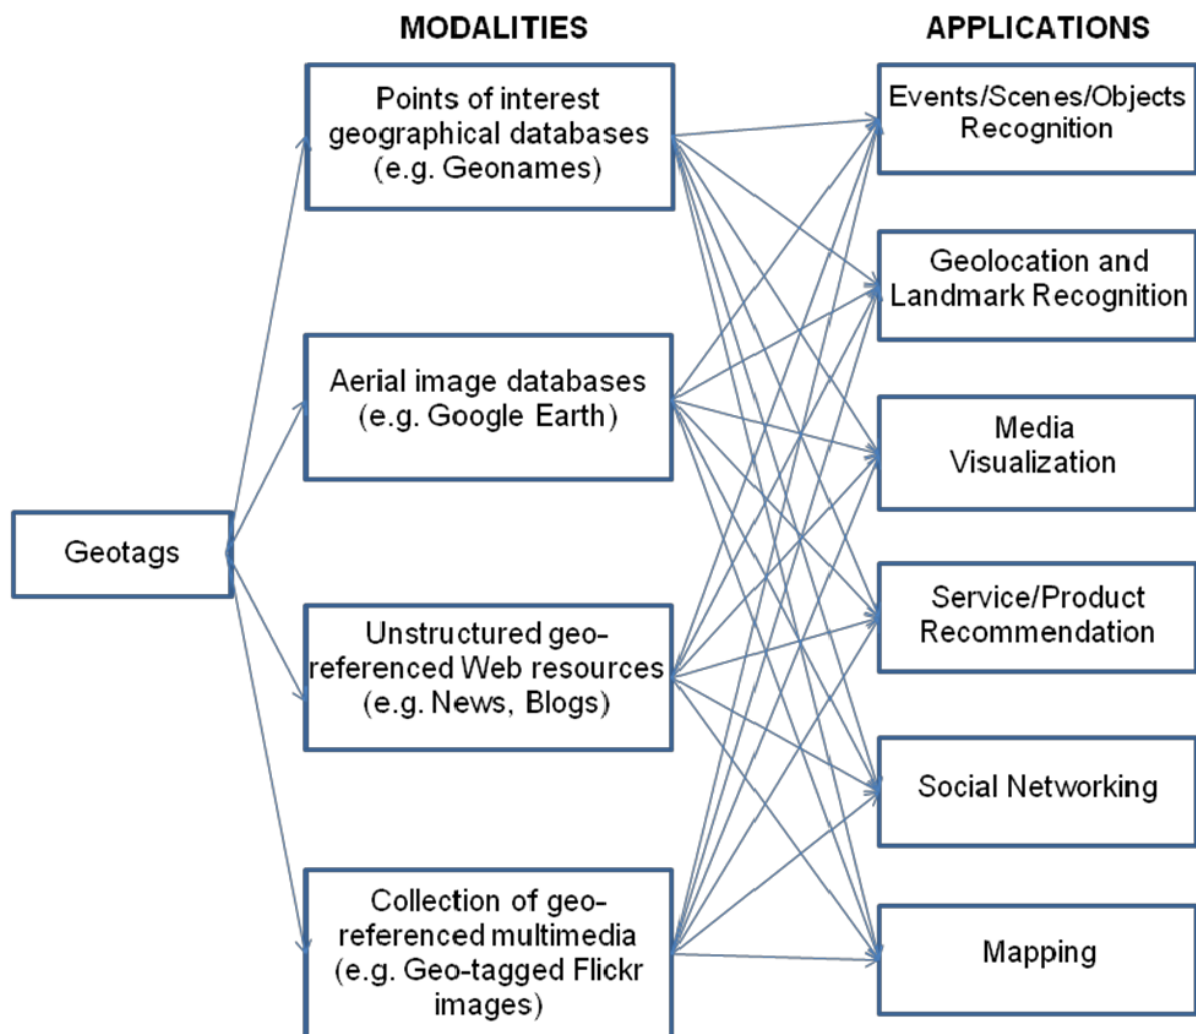 MODALITIES
APPLICATIONS
Points of interest
geographical databases
(e.g. Geonames)
Events/Scenes/Objects
Recognition
Geolocation and
Landmark Recognition
Aerial image databases
(e.g. Google Earth)
Media
Visualization
Geotags
Service/Product
Recommendation
Unstructured geo-
referenced Web resources
(e.g. News, Blogs)
Social Networking
Collection of geo-
referenced multimedia
(e.g. Geo-tagged Flickr
images)
Mapping